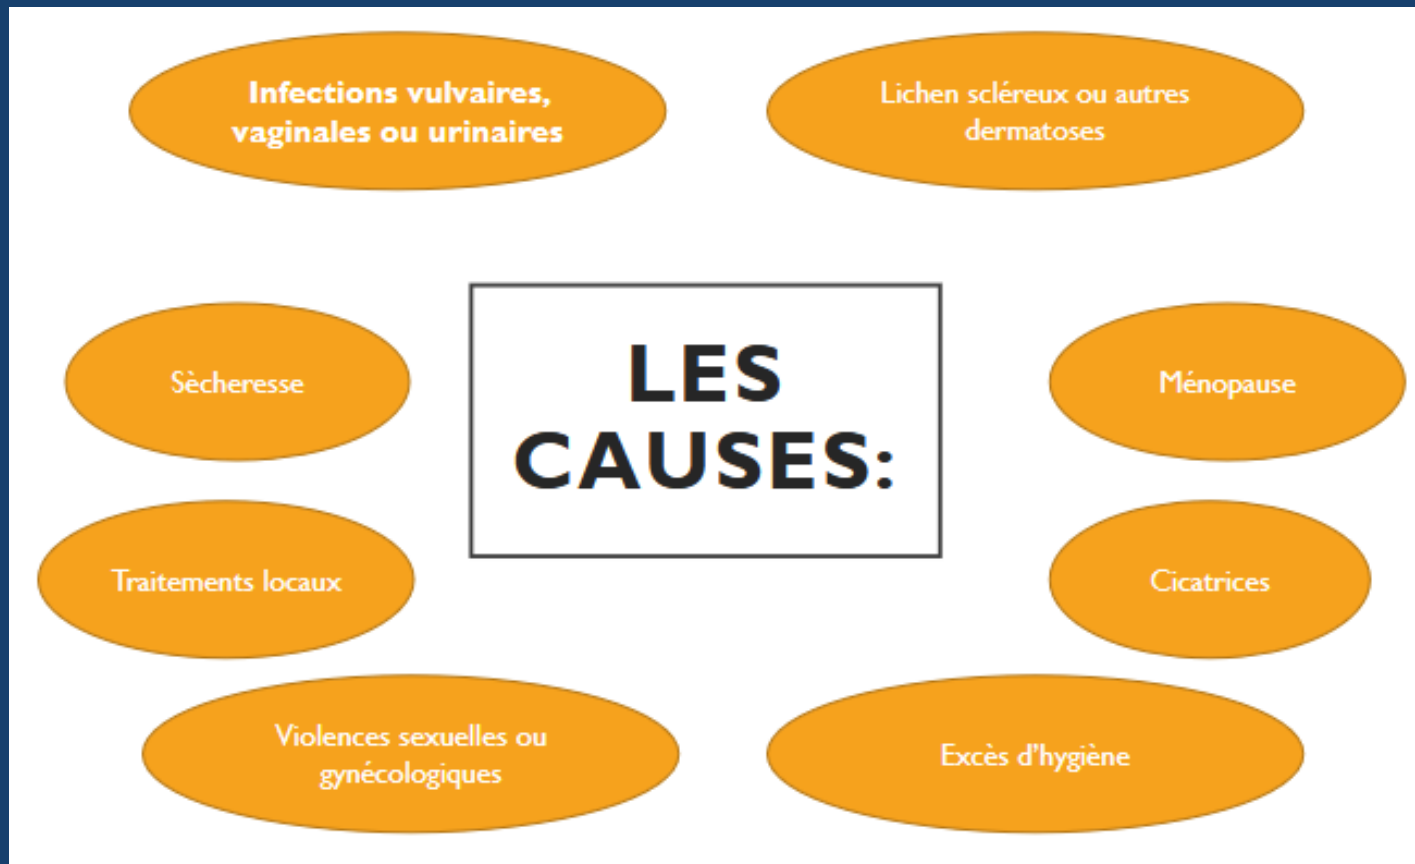 Infections vulvaires,
vaginales ou urinaires
Lichen scléreux ou autres
dermatoses
LES
CAUSES:
Sècheresse
Ménopause
Traitements locaux
Cicatrices
Violences sexuelles ou
gynécologiques
Excès d’hygiène